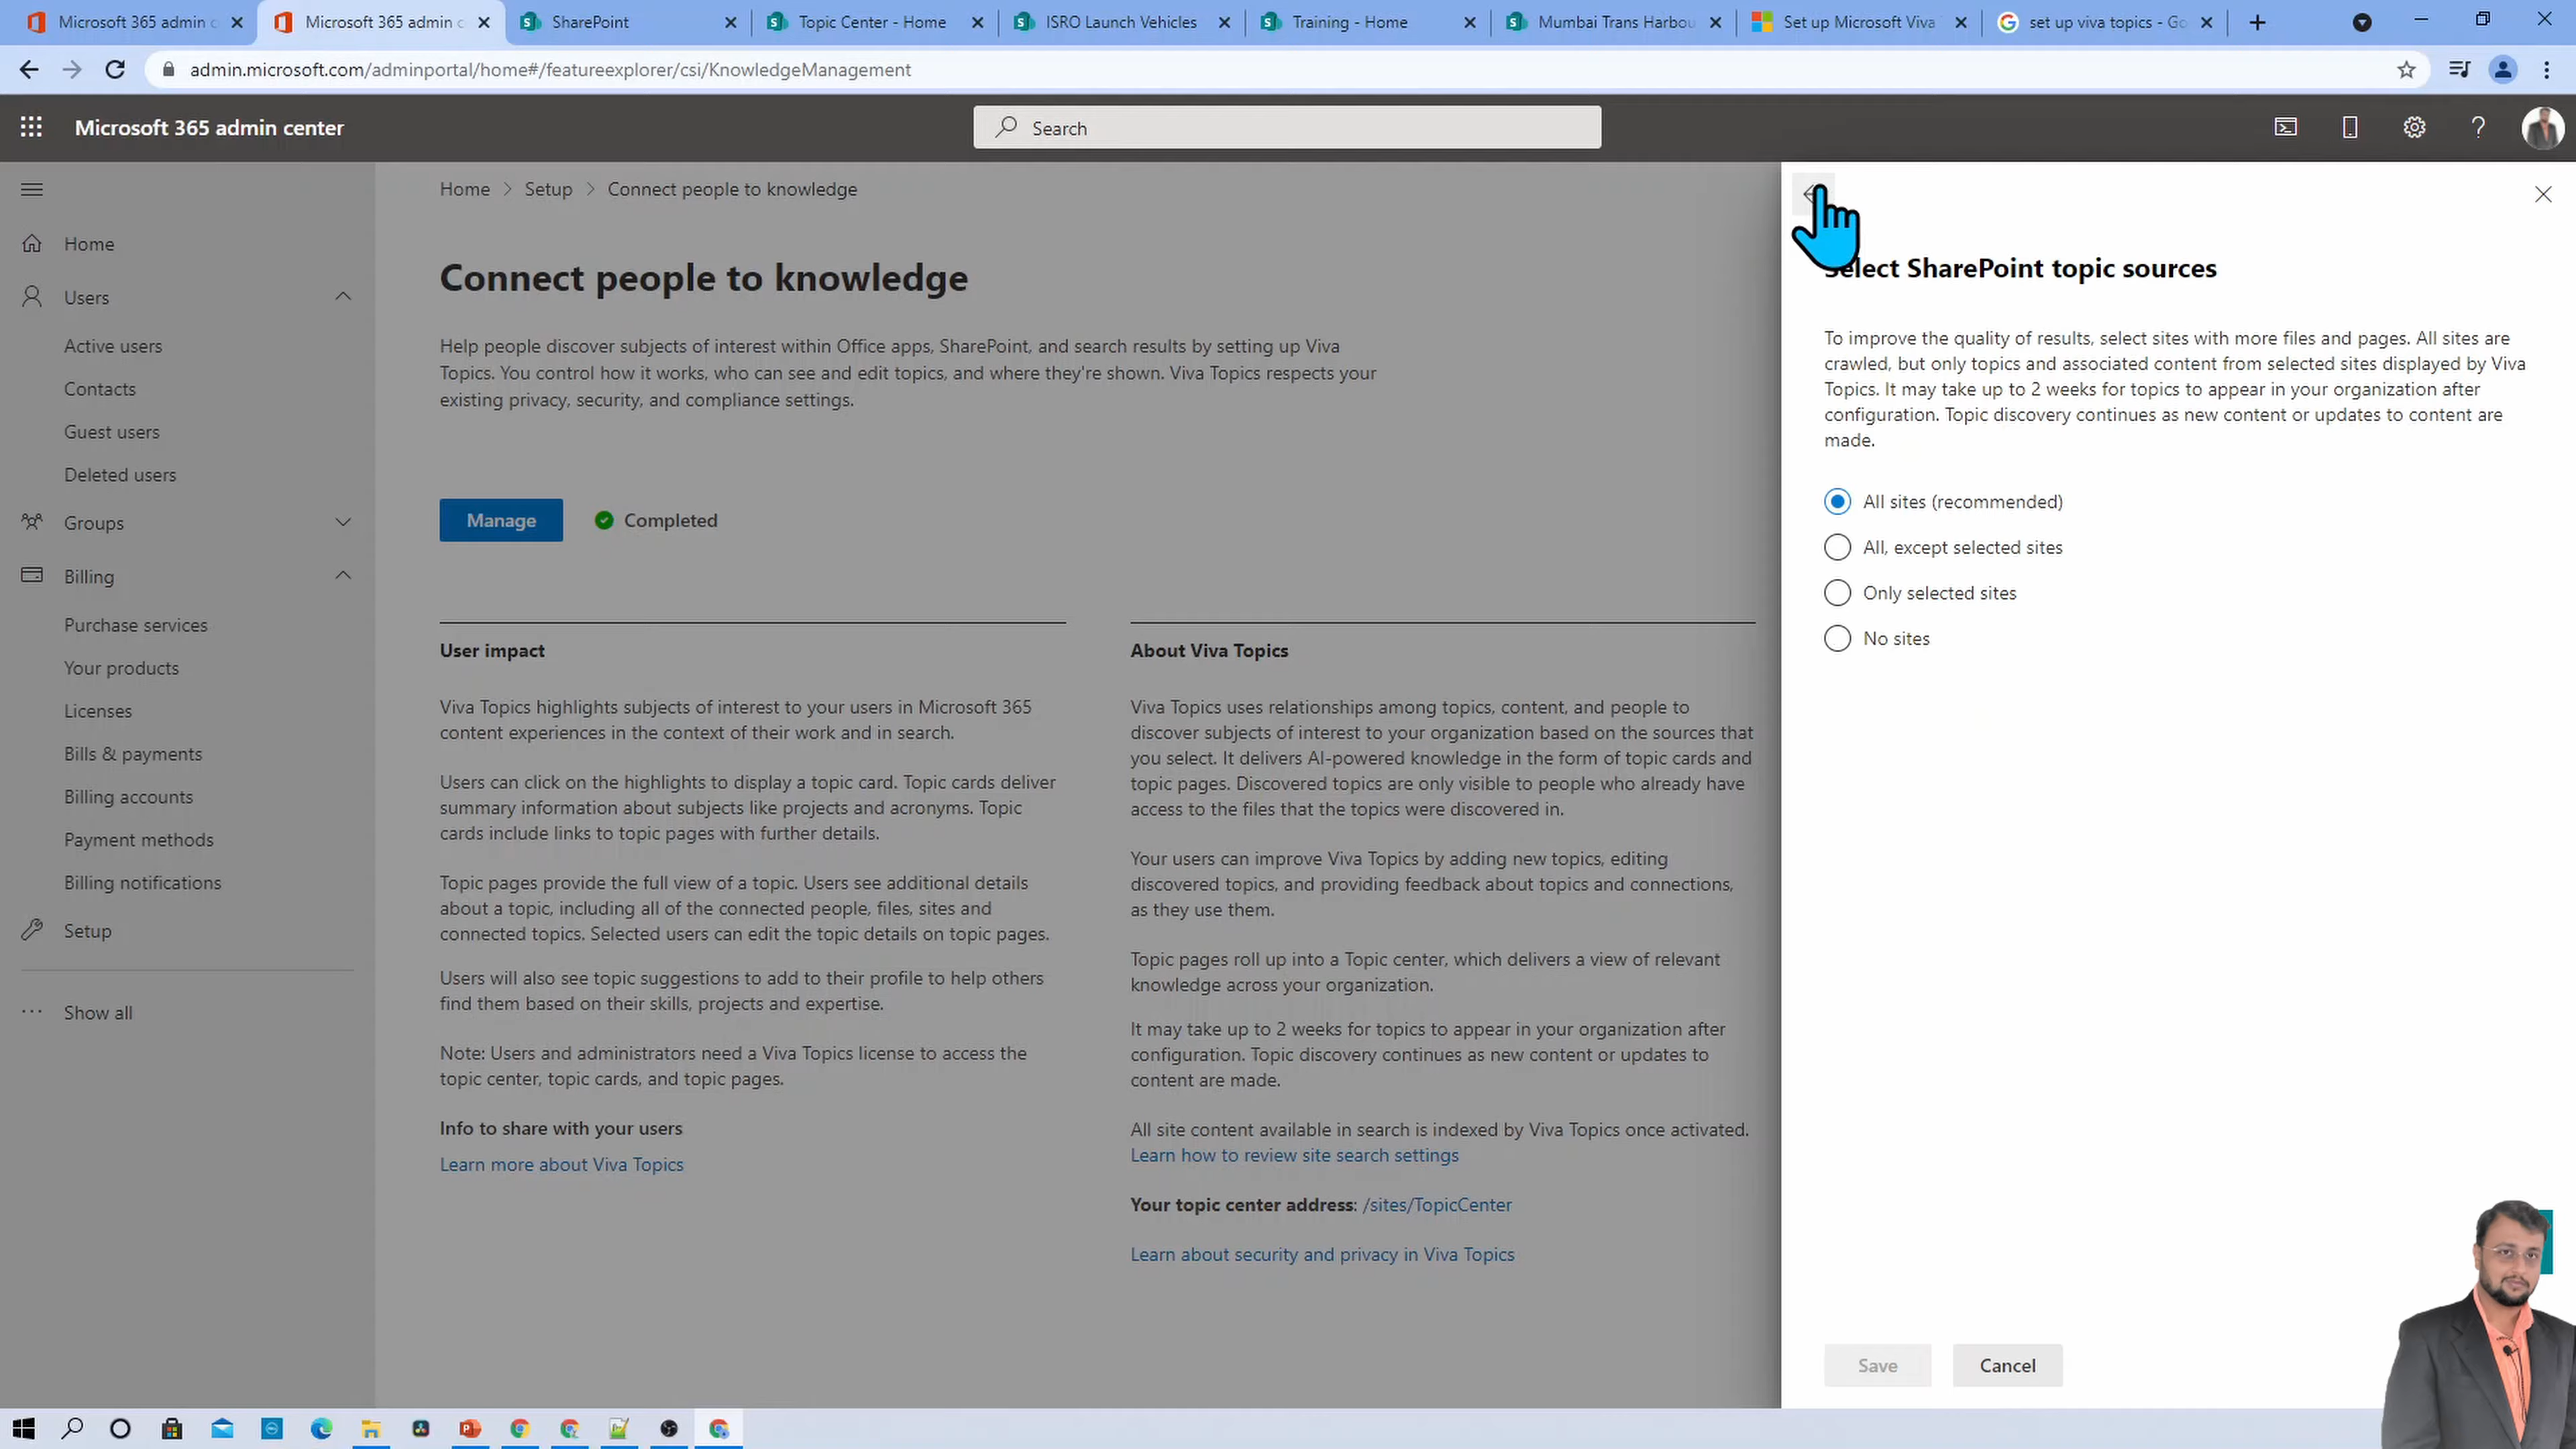 Microsoft 365 admin c
Microsoft 365 admin c
SharePoint
Topic Center - Home
ISRO Launch Vehicles
Training - Home
Mumbai Trans Harbou
Set up Microsoft Viva
set up viva topics - Go
admin.microsoft.com/adminportal/home#/featureexplorer/csi/KnowledgeManagement
Microsoft 365 admin center
Search
Home
Users
Active users
Contacts
Guest users
Deleted users
Groups
Billing
Purchase services
Your products
Licenses
Bills & payments
Billing accounts
Payment methods
Billing notifications
Setup
Show all
Home > Setup > Connect people to knowledge
Connect people to knowledge
Help people discover subjects of interest within Office apps, SharePoint, and search results by setting up Viva
Topics. You control how it works, who can see and edit topics, and where they're shown. Viva Topics respects your
existing privacy, security, and compliance settings.
Manage
Completed
User impact
Viva Topics highlights subjects of interest to your users in Microsoft 365
content experiences in the context of their work and in search.
Users can click on the highlights to display a topic card. Topic cards deliver
summary information about subjects like projects and acronyms. Topic
cards include links to topic pages with further details.
Topic pages provide the full view of a topic. Users see additional details
about a topic, including all of the connected people, files, sites and
connected topics. Selected users can edit the topic details on topic pages.
Users will also see topic suggestions to add to their profile to help others
find them based on their skills, projects and expertise.
Note: Users and administrators need a Viva Topics license to access the
topic center, topic cards, and topic pages.
Info to share with your users
Learn more about Viva Topics
About Viva Topics
Viva Topics uses relationships among topics, content, and people to
discover subjects of interest to your organization based on the sources that
you select. It delivers AI-powered knowledge in the form of topic cards and
topic pages. Discovered topics are only visible to people who already have
access to the files that the topics were discovered in.
Your users can improve Viva Topics by adding new topics, editing
discovered topics, and providing feedback about topics and connections,
as they use them.
Topic pages roll up into a Topic center, which delivers a view of relevant
knowledge across your organization.
It may take up to 2 weeks for topics to appear in your organization after
configuration. Topic discovery continues as new content or updates to
content are made.
All site content available in search is indexed by Viva Topics once activated.
Learn how to review site search settings
Your topic center address: /sites/TopicCenter
Learn about security and privacy in Viva Topics
Select SharePoint topic sources
To improve the quality of results, select sites with more files and pages. All sites are
crawled, but only topics and associated content from selected sites displayed by Viva
Topics. It may take up to 2 weeks for topics to appear in your organization after
configuration. Topic discovery continues as new content or updates to content are
made.
All sites (recommended)
All, except selected sites
Only selected sites
No sites
Save
Cancel